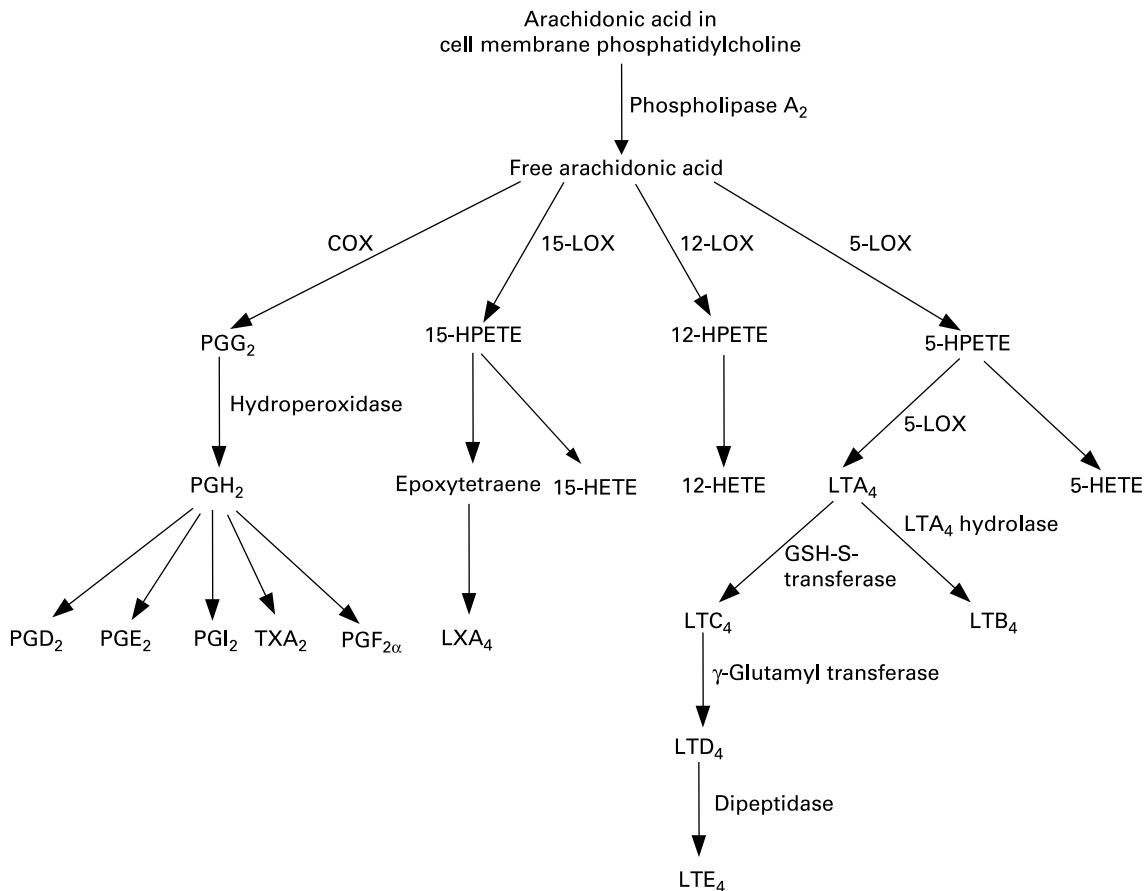 Arachidonic acid in
cell membrane phosphatidylcholine
Phospholipase A₂
Free arachidonic acid
COX
15-LOX
12-LOX
5-LOX
PGG₂
15-HPETE
12-HPETE
5-HPETE
Hydroperoxidase
5-LOX
PGH₂
Epoxytetraene
15-HETE
12-HETE
LTA₄
5-HETE
LTA₄ hydrolase
GSH-S-
transferase
PGD₂
PGE₂
PGI₂
TXA₂
PGF₂α
LXA₄
LTC₄
LTB₄
γ-Glutamyl transferase
LTD₄
Dipeptidase
LTE₄